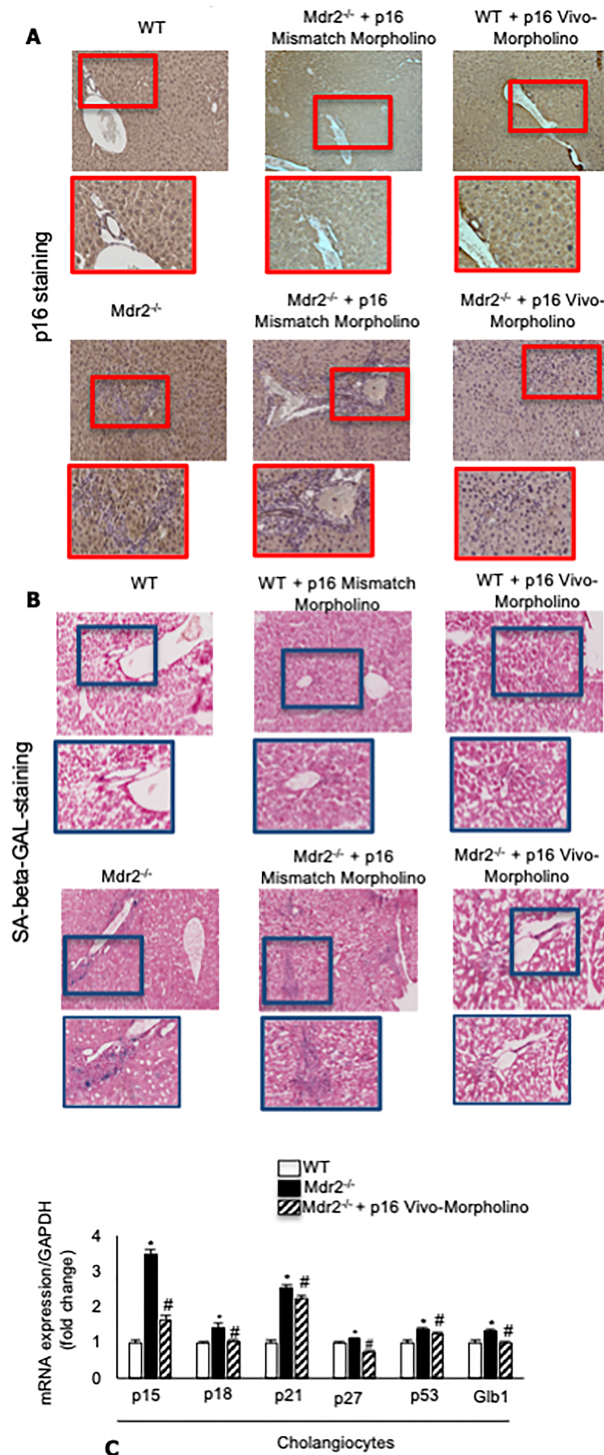 A
WT
Mdr2-/- + p16
Mismatch Morpholino
WT + p16 Vivo-
Morpholino
p16 staining
Mdr2-/-
Mdr2-/- + p16
Mismatch Morpholino
Mdr2-/- + p16 Vivo-
Morpholino
B
WT
WT + p16 Mismatch
Morpholino
WT + p16 Vivo-
Morpholino
SA-beta-GAL-staining
Mdr2-/-
Mdr2-/- + p16
Mismatch Morpholino
Mdr2-/- + p16 Vivo-
Morpholino
WT
Mdr2-/-
Mdr2-/- + p16 Vivo-Morpholino
mRNA expression/GAPDH
(fold change)
4
3
2
1
0
* # * # * # * # * # * #
p15 p18 p21 p27 p53 Glb1
Cholangiocytes
C